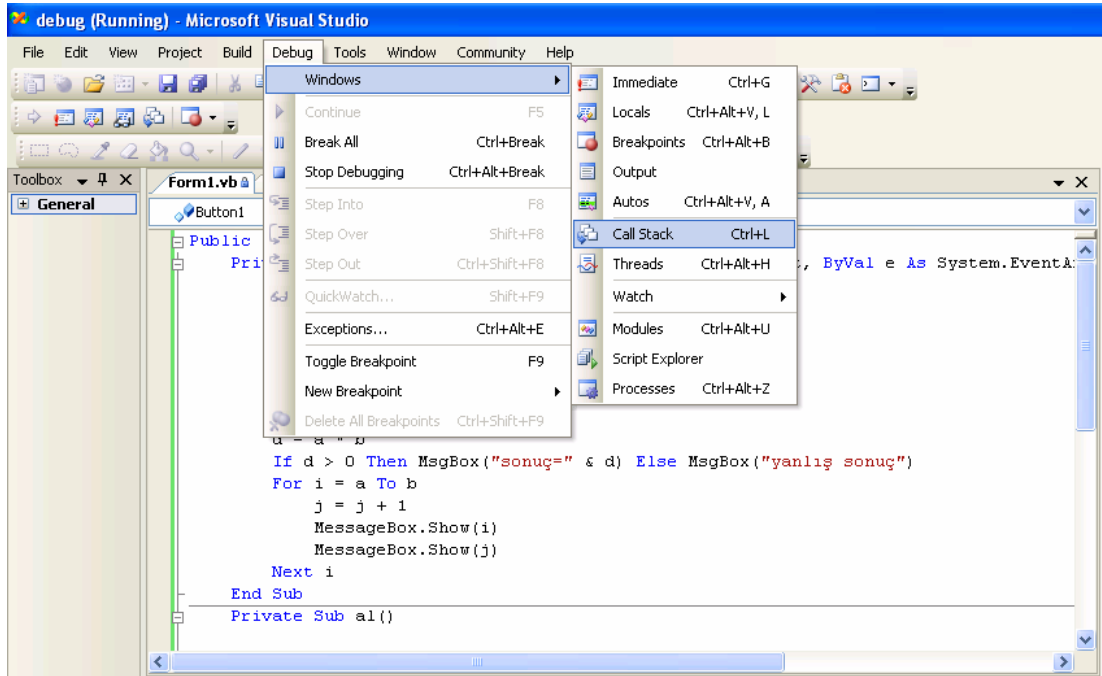 debug (Running) - Microsoft Visual Studio
File Edit View Project Build Debug Tools Window Community Help
Windows
Continue F5
Break All Ctrl+Break
Stop Debugging Ctrl+Alt+Break
Step Into F8
Step Over Shift+F8
Step Out Ctrl+Shift+F8
QuickWatch... Shift+F9
Exceptions... Ctrl+Alt+E
Toggle Breakpoint F9
New Breakpoint
Delete All Breakpoints Ctrl+Shift+F9
Immediate Ctrl+G
Locals Ctrl+Alt+V, L
Breakpoints Ctrl+Alt+B
Output
Autos Ctrl+Alt+V, A
Call Stack Ctrl+L
Threads Ctrl+Alt+H
Watch
Modules Ctrl+Alt+U
Script Explorer
Processes Ctrl+Alt+Z
Toolbox
General
Form1.vb
Button1
Public
Pri
, ByVal e As System.EventA
d = a * b
If d > 0 Then MsgBox("sonuç=" & d) Else MsgBox("yanlış sonuç")
For i = a To b
j = j + 1
MessageBox.Show(i)
MessageBox.Show(j)
Next i
End Sub
Private Sub al()